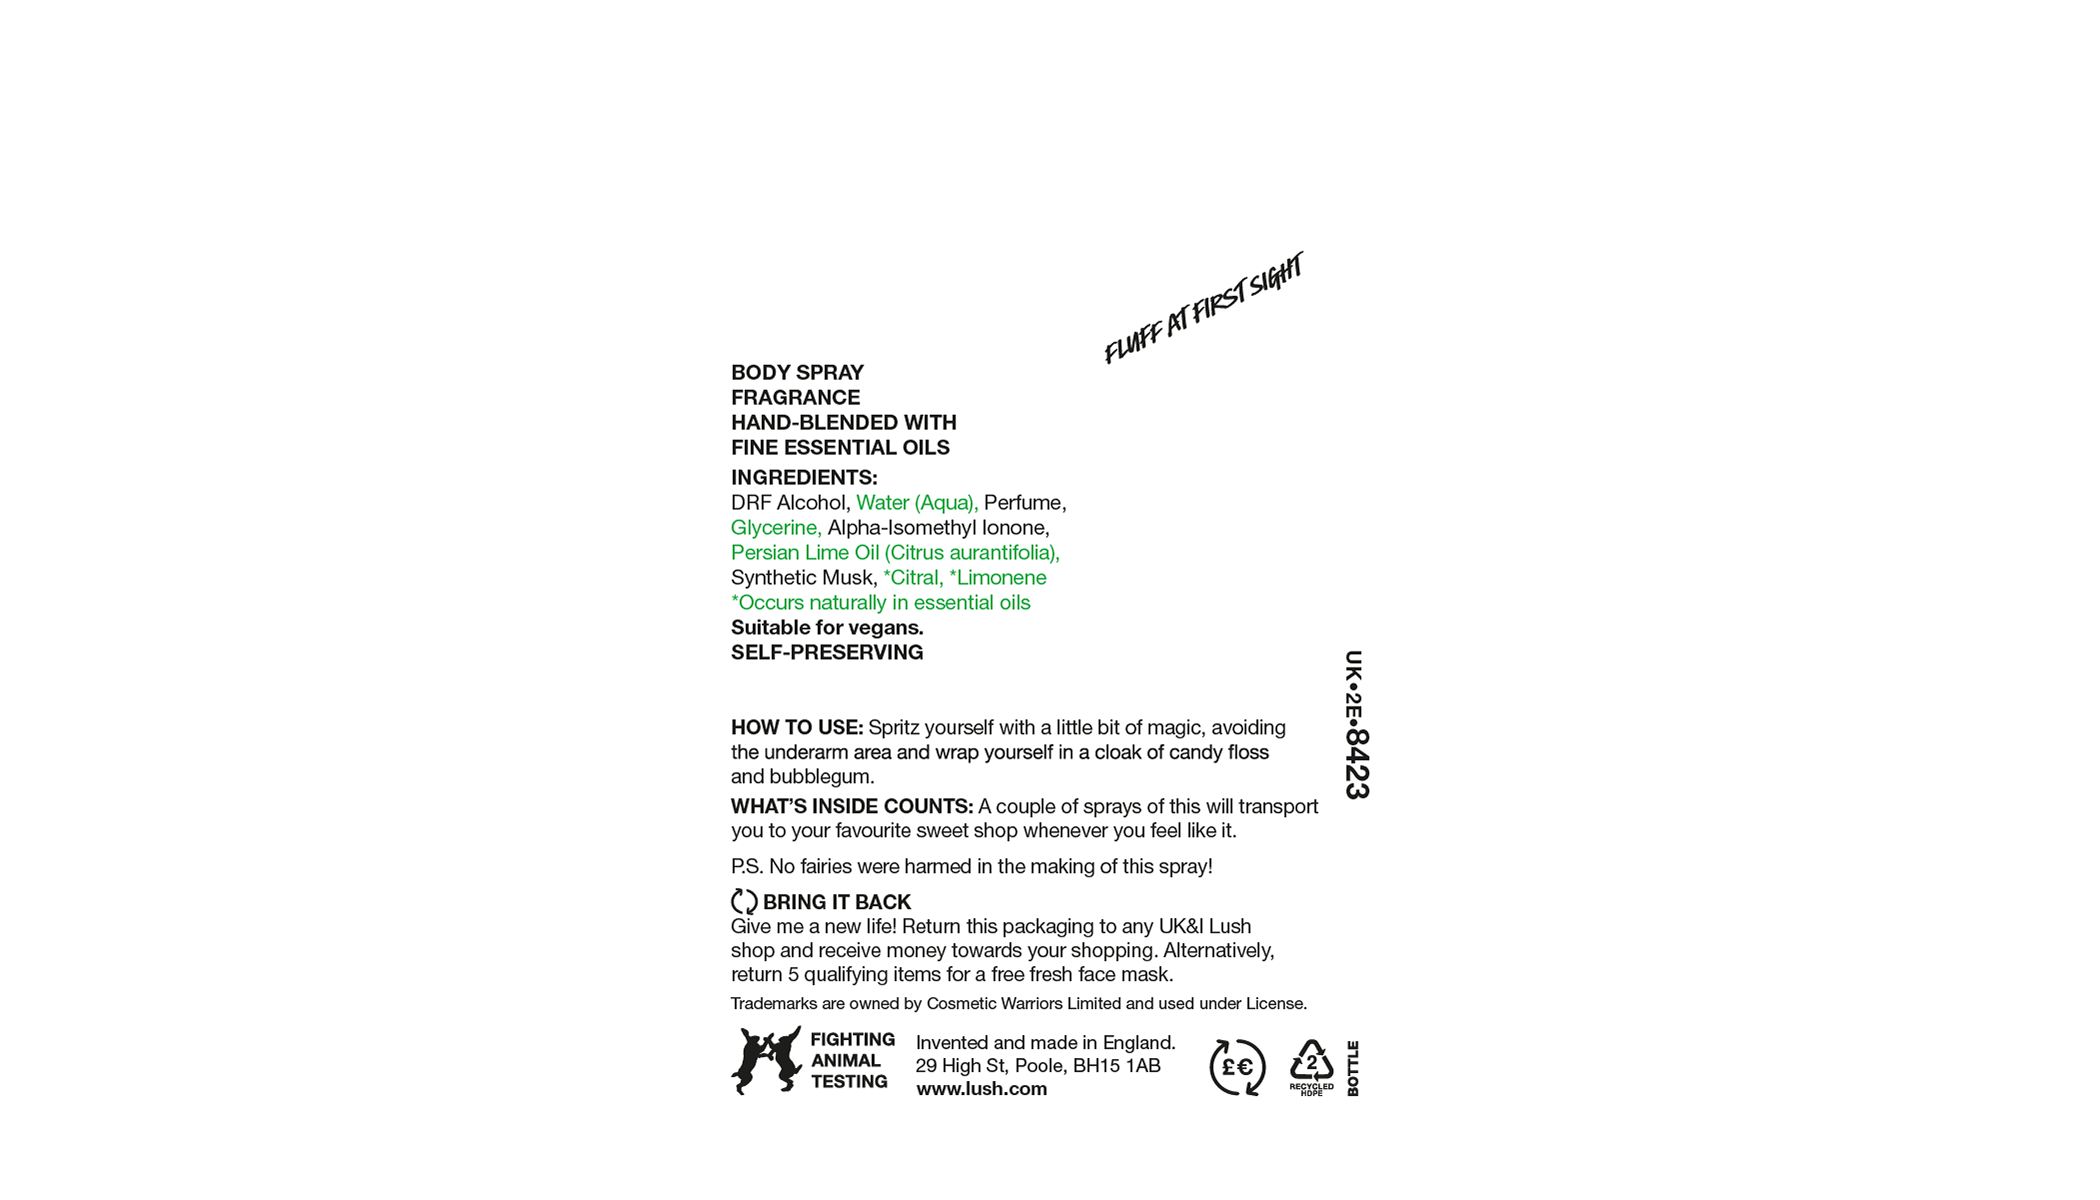 FLUFF AT FIRST SIGHT
BODY SPRAY
FRAGRANCE
HAND-BLENDED WITH
FINE ESSENTIAL OILS
INGREDIENTS:
DRF Alcohol, Water (Aqua), Perfume,
Glycerine, Alpha-Isomethyl Ionone,
Persian Lime Oil (Citrus aurantifolia),
Synthetic Musk, *Citral, *Limonene
*Occurs naturally in essential oils
Suitable for vegans.
SELF-PRESERVING
UK•2E•8423
HOW TO USE: Spritz yourself with a little bit of magic, avoiding
the underarm area and wrap yourself in a cloak of candy floss
and bubblegum.
WHAT’S INSIDE COUNTS: A couple of sprays of this will transport
you to your favourite sweet shop whenever you feel like it.
P.S. No fairies were harmed in the making of this spray!
BRING IT BACK
Give me a new life! Return this packaging to any UK&I Lush
shop and receive money towards your shopping. Alternatively,
return 5 qualifying items for a free fresh face mask.
Trademarks are owned by Cosmetic Warriors Limited and used under License.
FIGHTING
ANIMAL
TESTING
Invented and made in England.
29 High St, Poole, BH15 1AB
www.lush.com
£€
2
RECYCLED
HDPE
BOTTLE